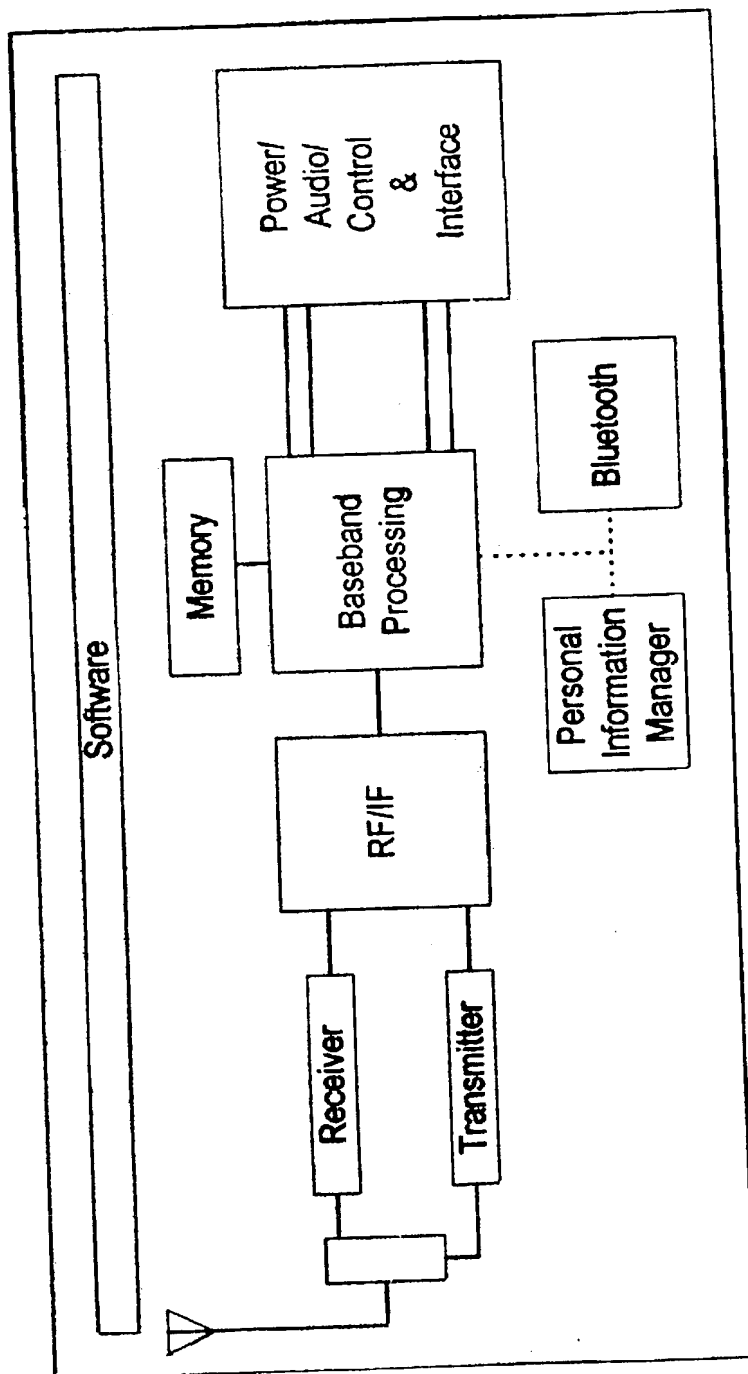 Software
Memory
Power/
Audio/
Control
&
Interface
Receiver
RF/IF
Baseband
Processing
Transmitter
Personal
Information
Manager
Bluetooth